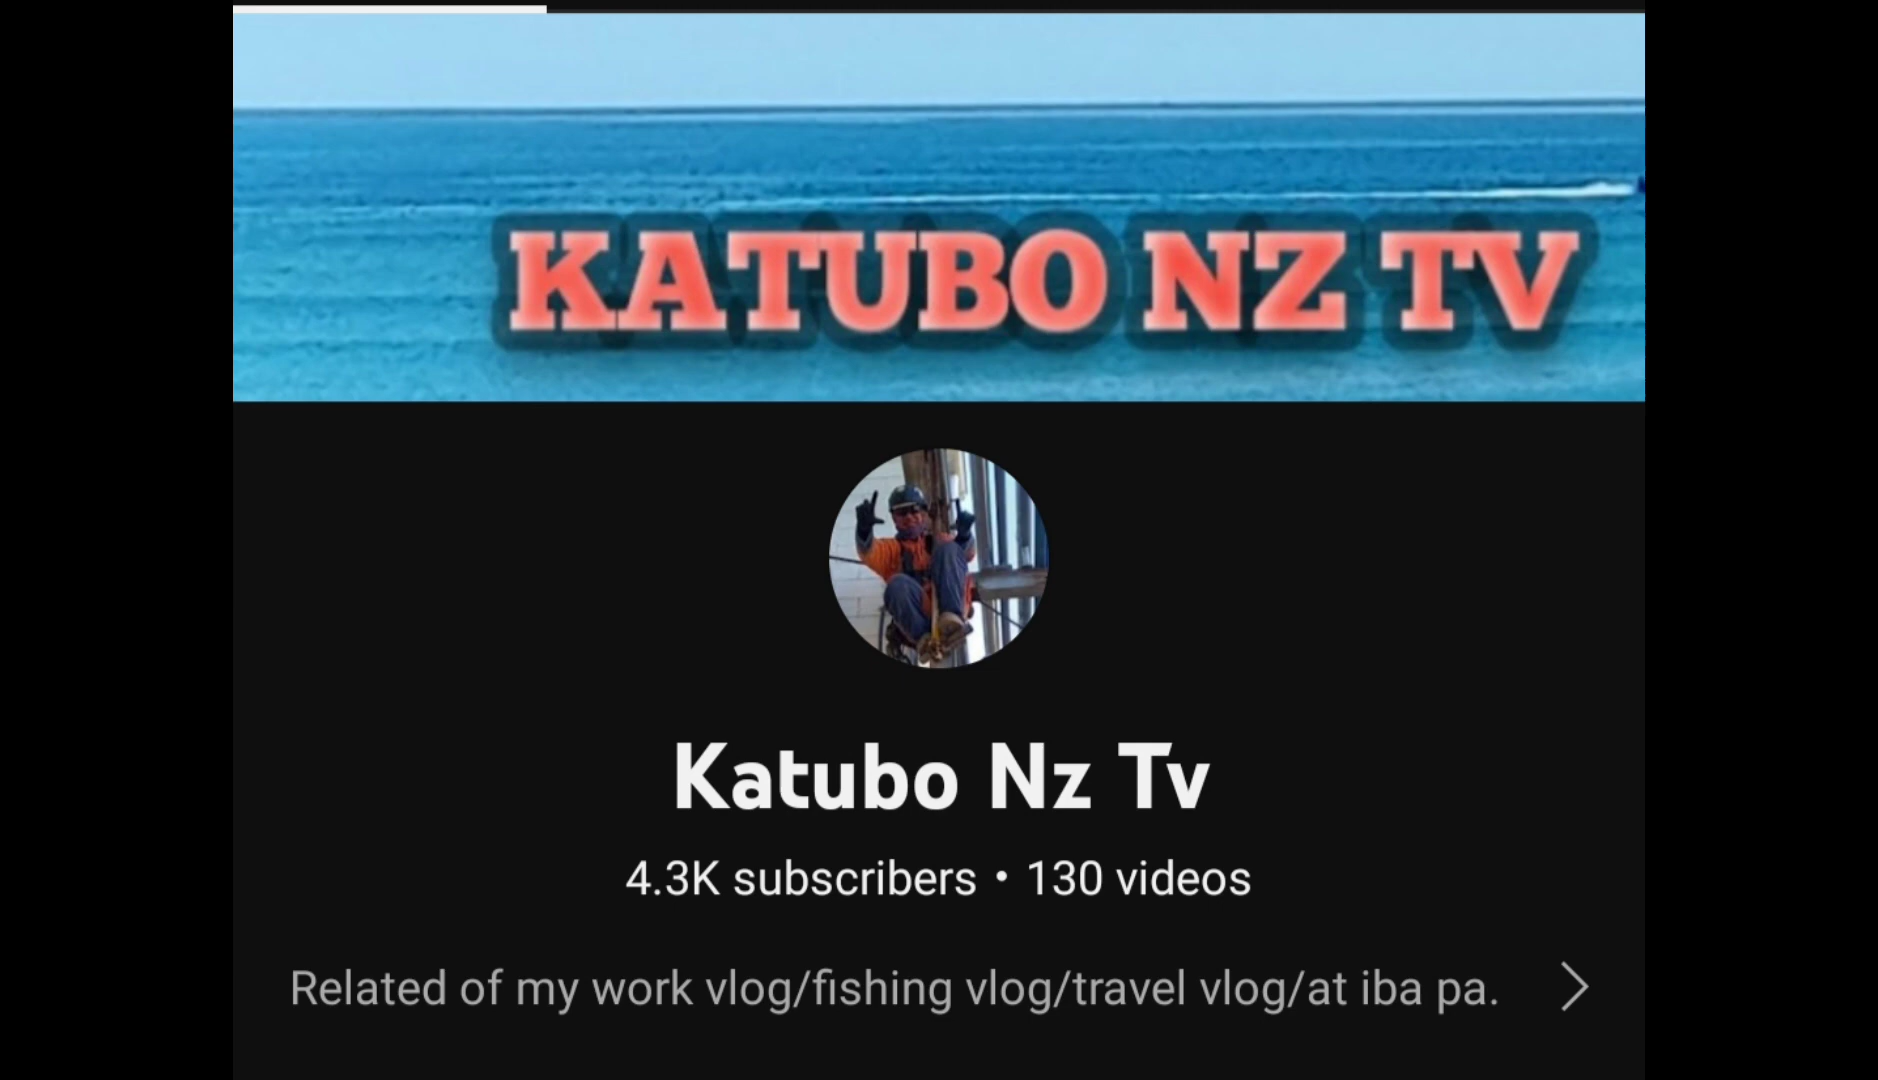 KATUBO NZ TV
Katubo Nz Tv
4.3K subscribers • 130 videos
Related of my work vlog/fishing vlog/travel vlog/at iba pa.